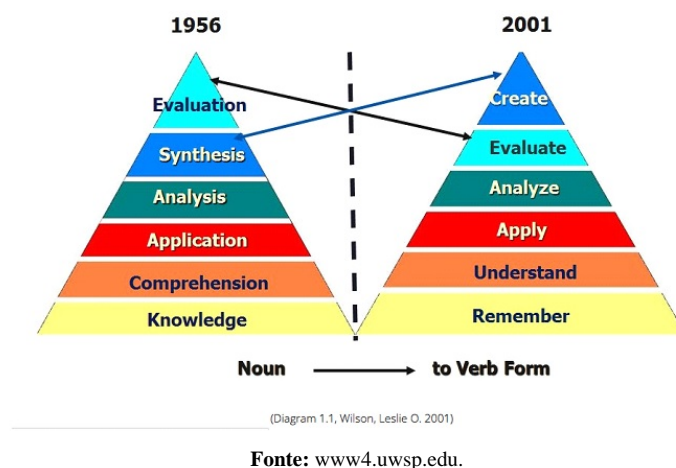 1956
2001
Evaluation
Synthesis
Analysis
Application
Comprehension
Knowledge
Create
Evaluate
Analyze
Apply
Understand
Remember
Noun
to Verb Form
(Diagram 1.1, Wilson, Leslie O. 2001)
Fonte: www4.uwsp.edu.